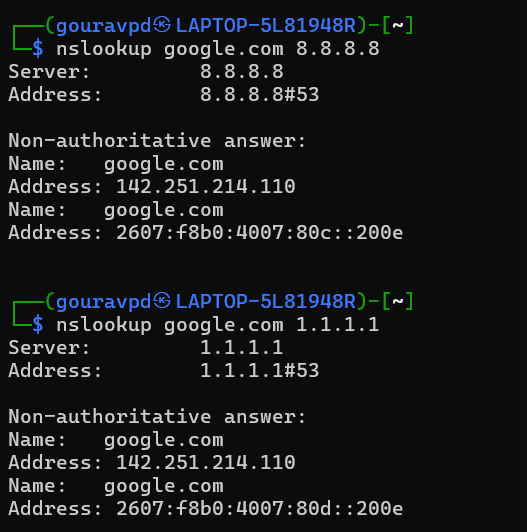 ┌──(gouravpd㉿LAPTOP-5L81948R)-[~]
└─$ nslookup google.com 8.8.8.8
Server:         8.8.8.8
Address:        8.8.8.8#53

Non-authoritative answer:
Name:   google.com
Address: 142.251.214.110
Name:   google.com
Address: 2607:f8b0:4007:80c::200e

┌──(gouravpd㉿LAPTOP-5L81948R)-[~]
└─$ nslookup google.com 1.1.1.1
Server:         1.1.1.1
Address:        1.1.1.1#53

Non-authoritative answer:
Name:   google.com
Address: 142.251.214.110
Name:   google.com
Address: 2607:f8b0:4007:80d::200e